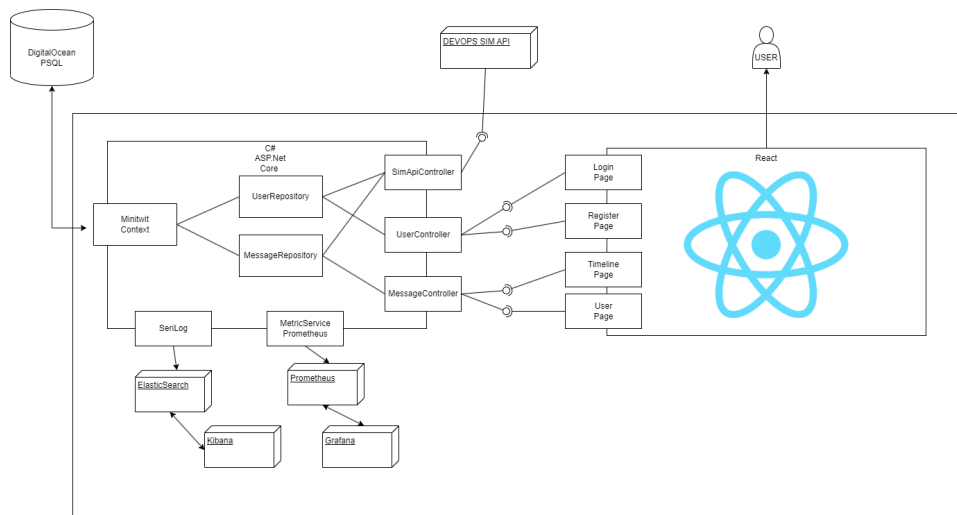 DigitalOcean
PSQL
DEVOPS SIM API
USER
C#
ASP.Net
Core
React
SimApiController
Login
Page
UserRepository
Minitwit
Context
UserController
Register
Page
MessageRepository
Timeline
Page
MessageController
User
Page
SeriLog
MetricService
Prometheus
ElasticSearch
Prometheus
Kibana
Grafana